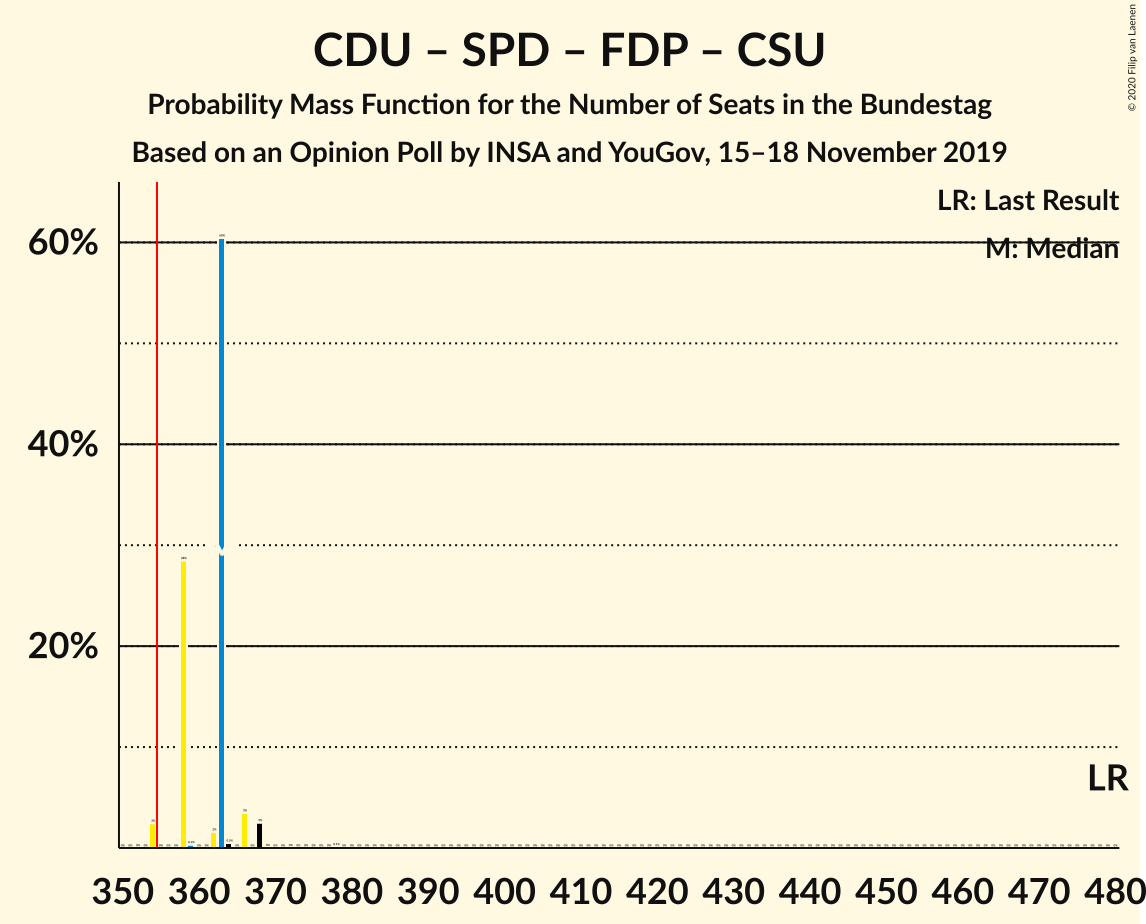 CDU – SPD – FDP – CSU
Probability Mass Function for the Number of Seats in the Bundestag
Based on an Opinion Poll by INSA and YouGov, 15–18 November 2019
© 2020 Filip van Laenen
LR: Last Result
M: Median
60%
40%
20%
LR
350 360 370 380 390 400 410 420 430 440 450 460 470 480